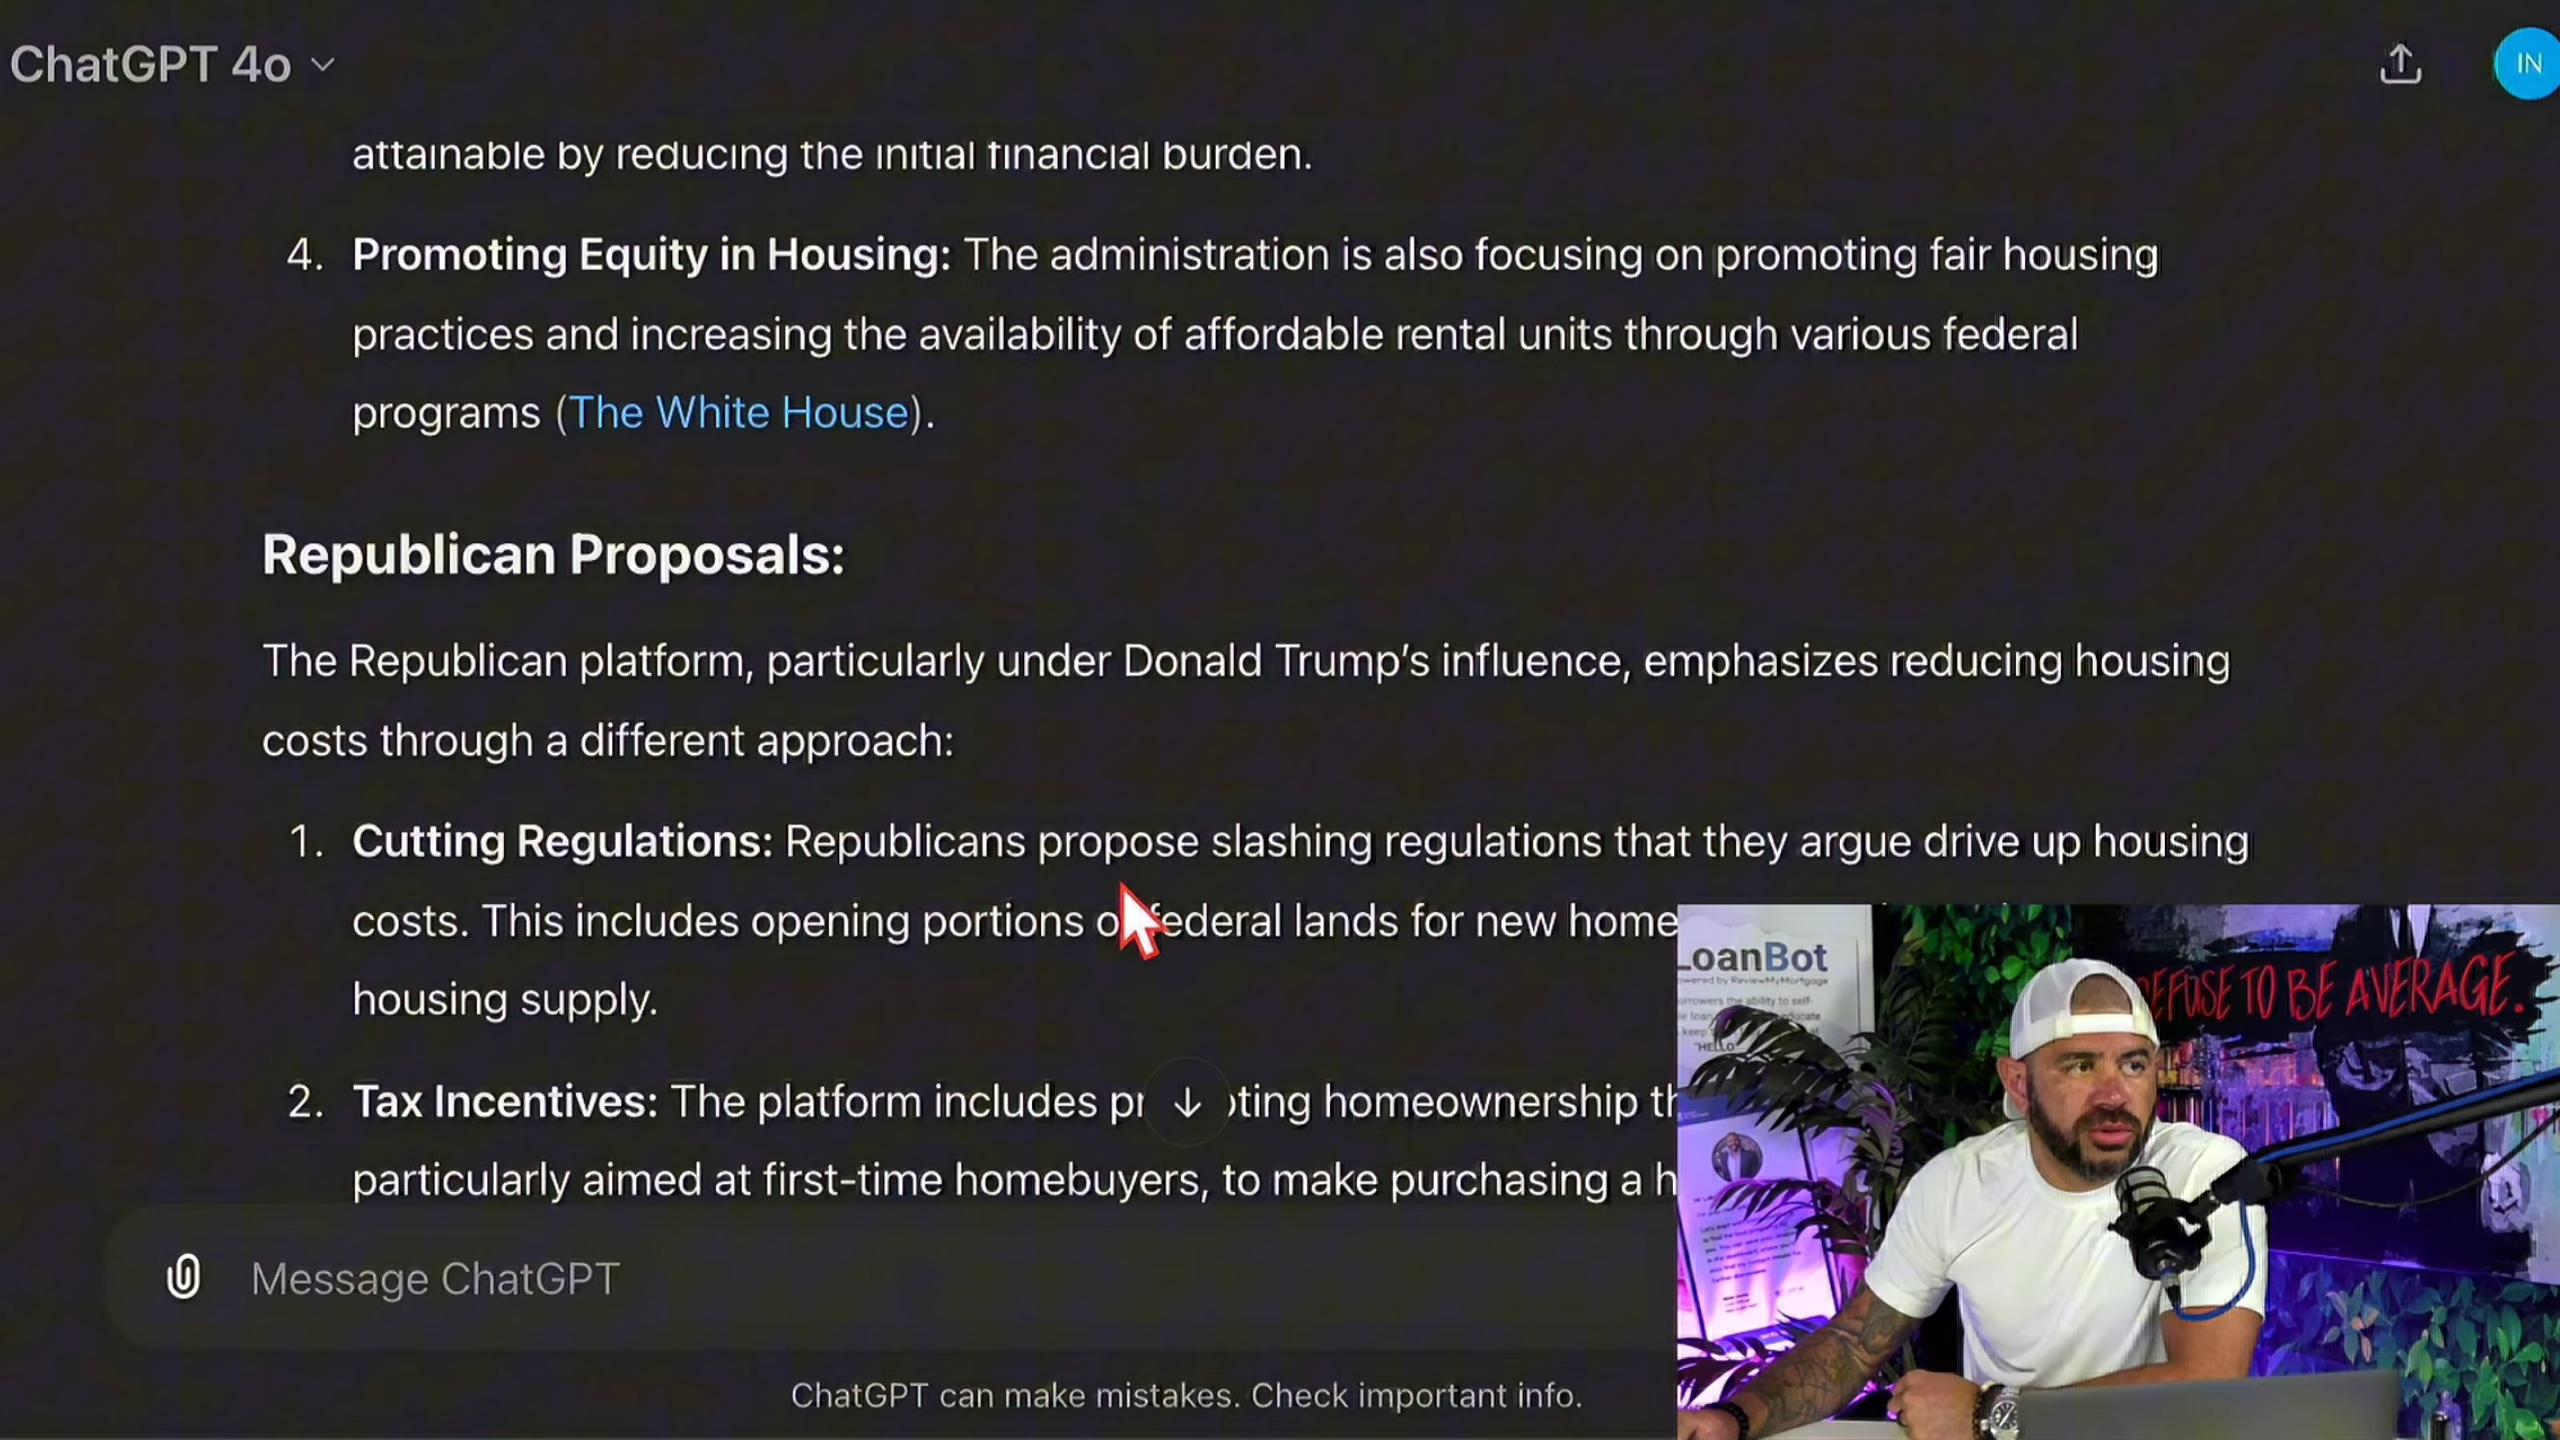 ChatGPT 4o
IN
attainable by reducing the initial financial burden.
4. Promoting Equity in Housing: The administration is also focusing on promoting fair housing
practices and increasing the availability of affordable rental units through various federal
programs (The White House).
Republican Proposals:
The Republican platform, particularly under Donald Trump's influence, emphasizes reducing housing
costs through a different approach:
1. Cutting Regulations: Republicans propose slashing regulations that they argue drive up housing
costs. This includes opening portions federal lands for new home
housing supply.
2. Tax Incentives: The platform includes homeownership
particularly aimed at first-time homebuyers, to make purchasing a
Message ChatGPT
ChatGPT can make mistakes. Check important info.
LoanBot
powered by ReviewMyMortgage
"HELLO"
REFUSE TO BE AVERAGE.